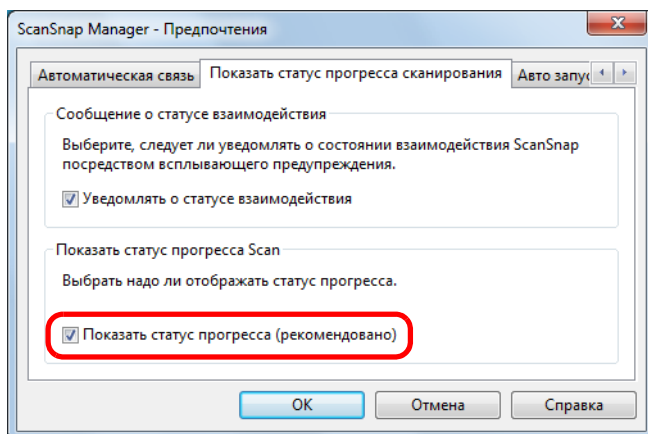 ScanSnap Manager - Предпочтения
Автоматическая связь Показать статус прогресса сканирования Авто запу
Сообщение о статусе взаимодействия
Выберите, следует ли уведомлять о состоянии взаимодействия ScanSnap
посредством всплывающего предупреждения.
Уведомлять о статусе взаимодействия
Показать статус прогресса Scan
Выбрать надо ли отображать статус прогресса.
Показать статус прогресса (рекомендовано)
OK Отмена Справка